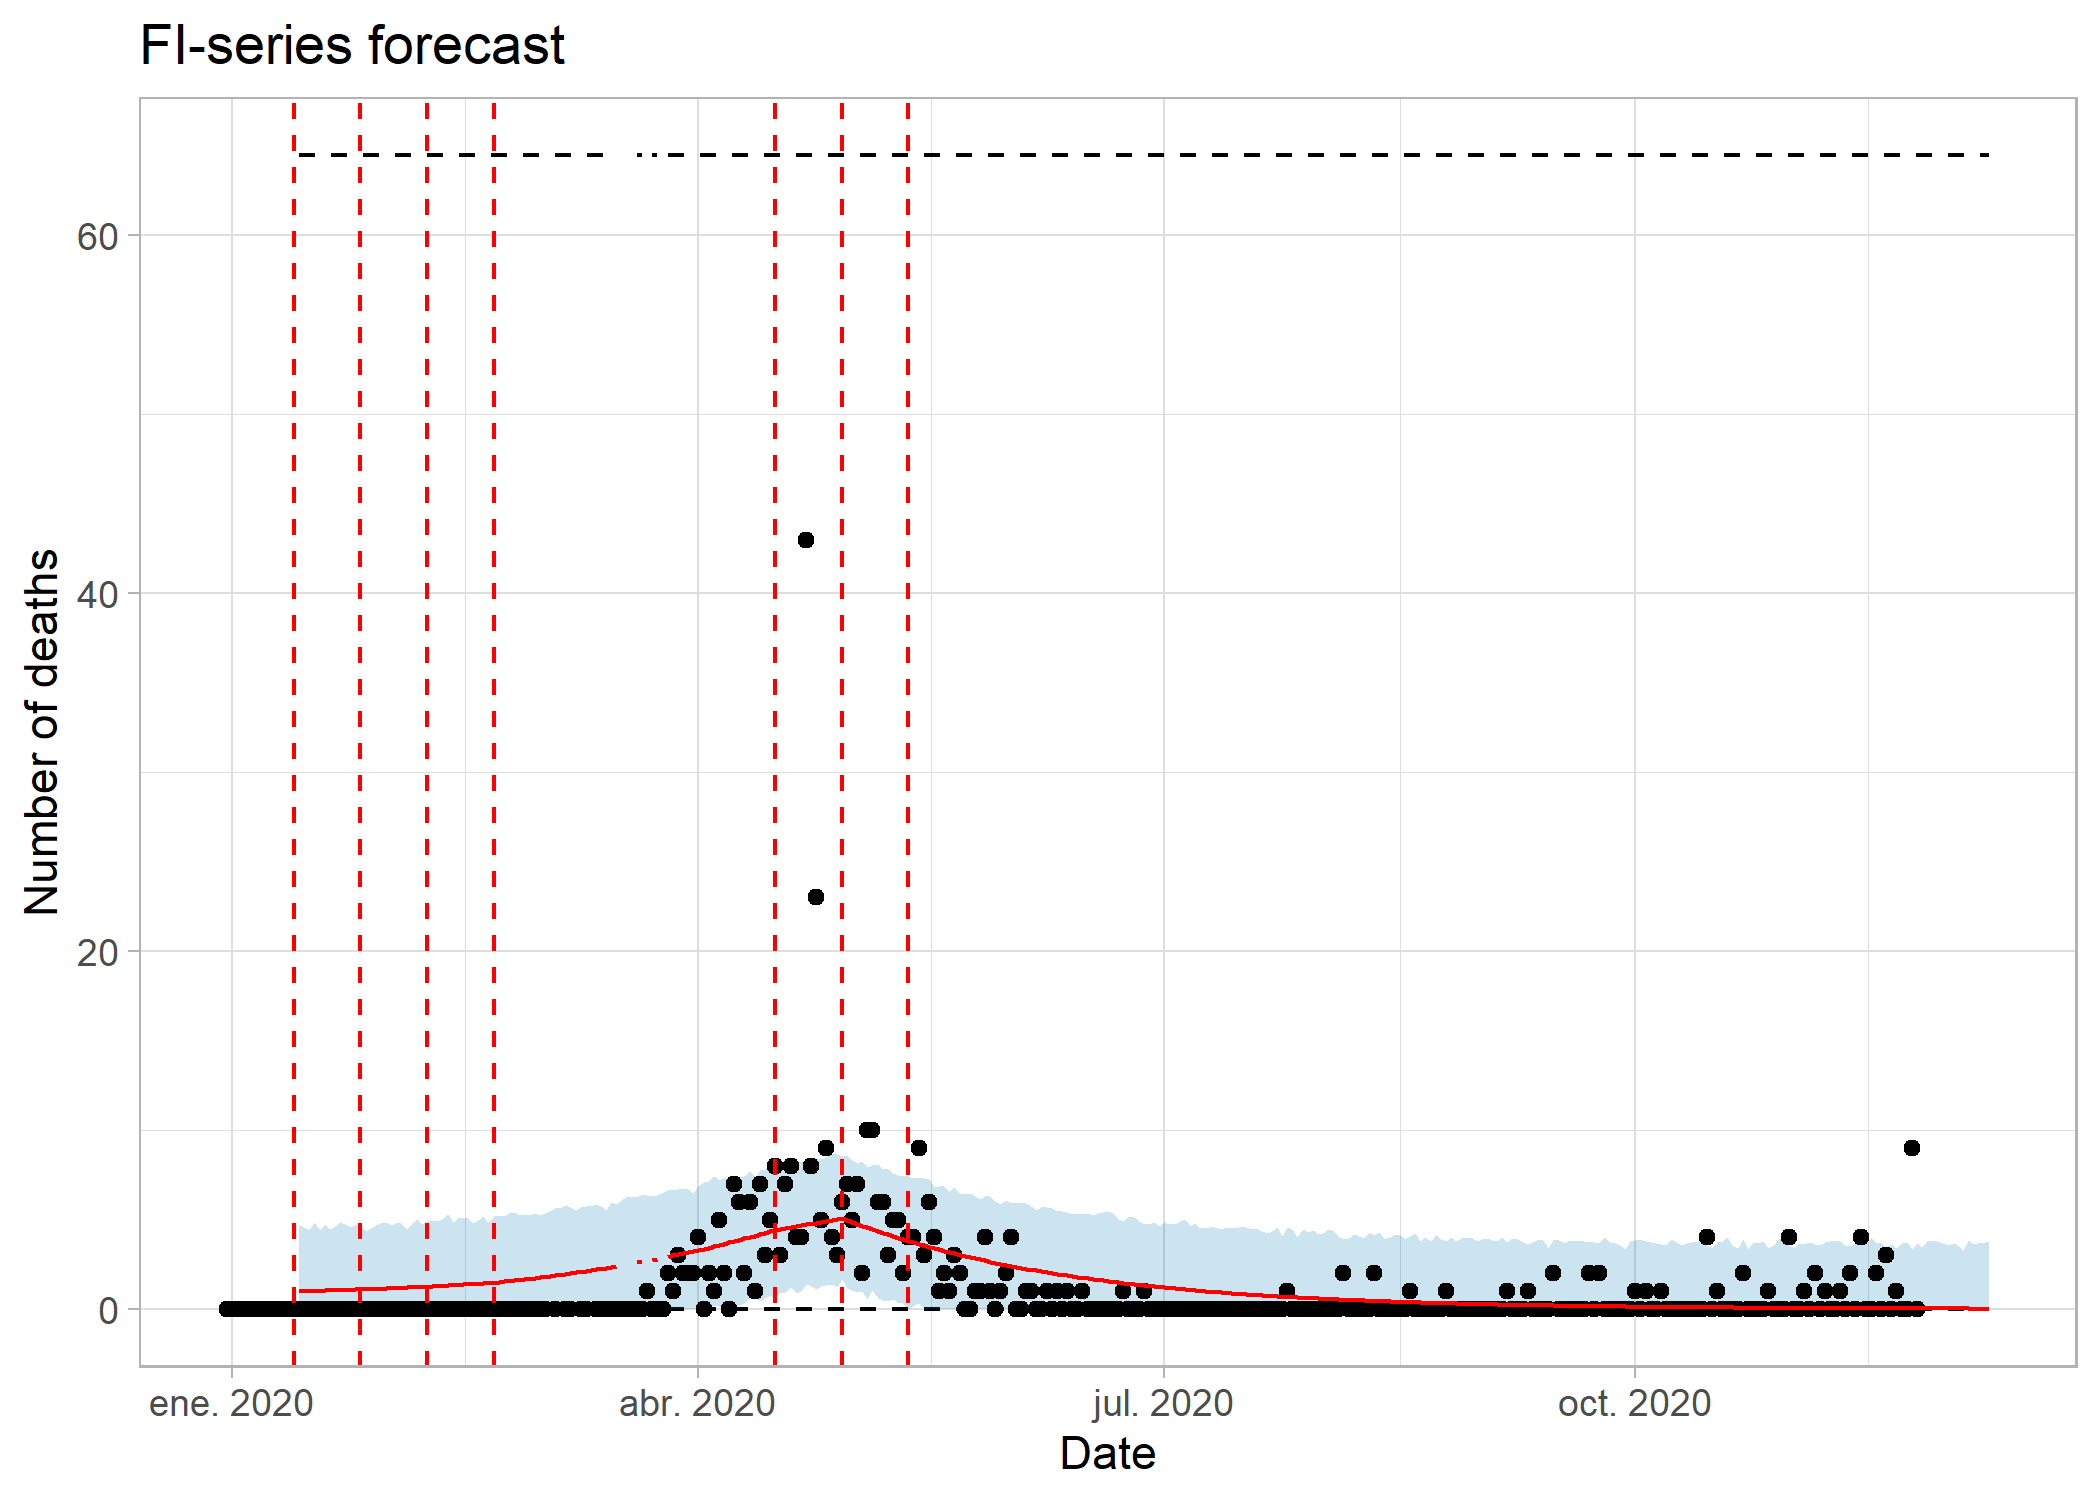 FI-series forecast
60
40
20
0
Number of deaths
ene. 2020
abr. 2020
jul. 2020
oct. 2020
Date